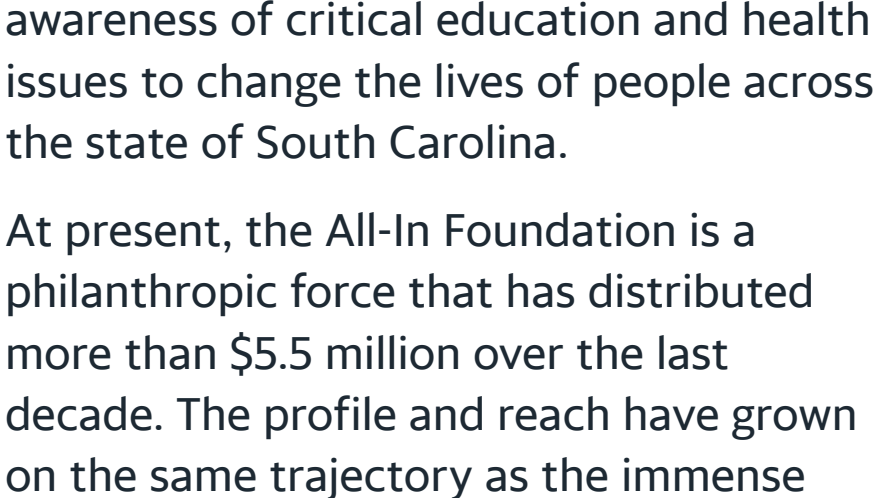 awareness of critical education and health
issues to change the lives of people across
the state of South Carolina.
At present, the All-In Foundation is a
philanthropic force that has distributed
more than $5.5 million over the last
decade. The profile and reach have grown
on the same trajectory as the immense